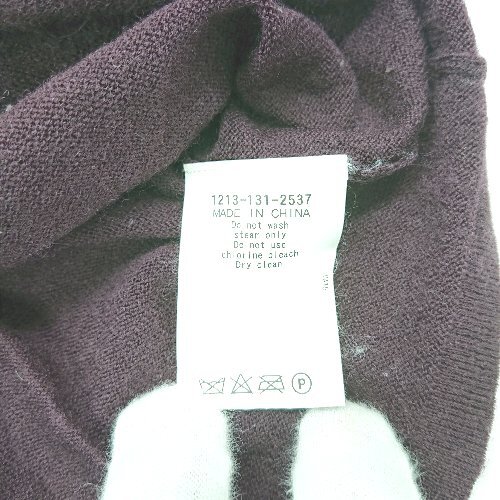 1213-131-2537
MADE IN CHINA
Do not wash
steam only
Do not use
chlorine bleach
Dry clean
P